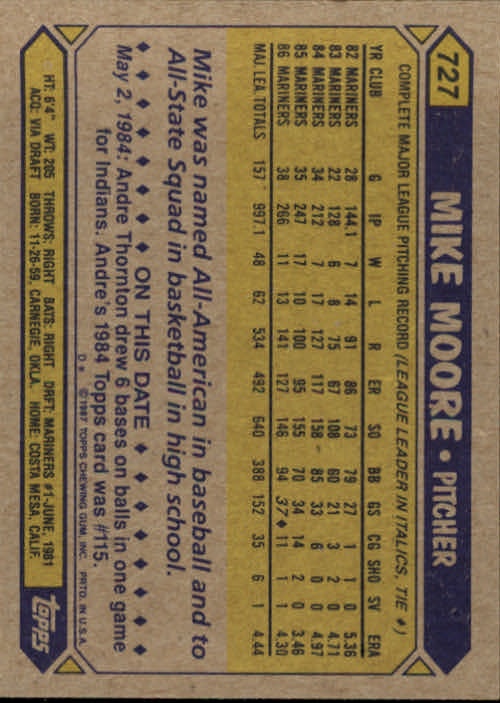 727 MIKE MOORE • PITCHER
COMPLETE MAJOR LEAGUE PITCHING RECORD (LEAGUE LEADER IN ITALICS, TIE ♦)
YR CLUB G IP W L R ER SO BB GS CG SHO SV ERA
82 MARINERS 28 144.1 7 14 91 86 73 79 27 1 1 0 5.36
83 MARINERS 22 128 6 8 75 67 108 60 21 3 2 0 4.71
84 MARINERS 34 212 7 17 127 117 158 85 33 6 0 0 4.97
85 MARINERS 35 247 17 10 100 95 155 70 34 14 2 0 3.46
86 MARINERS 38 266 11 13 141 127 146 94 37♦ 11 1 1 4.30
MAJ. LEA. TOTALS 157 997.1 48 62 534 492 640 388 152 35 6 1 4.44
Mike was named All-American in baseball and to
All-State Squad in basketball in high school.
♦ ♦ ♦ ♦ ♦ ♦ ON THIS DATE ♦ ♦ ♦ ♦ ♦ ♦
May 2, 1984: Andre Thornton drew 6 bases on balls in one game
for Indians. Andre's 1984 Topps card was #115.
D* ©1987 TOPPS CHEWING GUM, INC. PRTD. IN U.S.A.
HT: 6'4" WT: 205 THROWS: RIGHT BATS: RIGHT DRFT: MARINERS #1-JUNE, 1981
ACQ: VIA DRAFT BORN: 11-26-59, CARNEGIE, OKLA. HOME: COSTA MESA, CALIF.
TOPPS